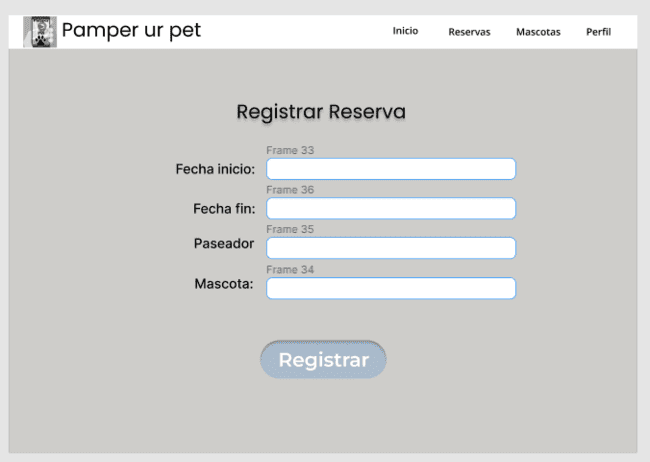 Pamper ur pet
Inicio Reservas Mascotas Perfil
Registrar Reserva
Frame 33
Fecha inicio:
Frame 36
Fecha fin:
Frame 35
Paseador
Frame 34
Mascota:
Registrar